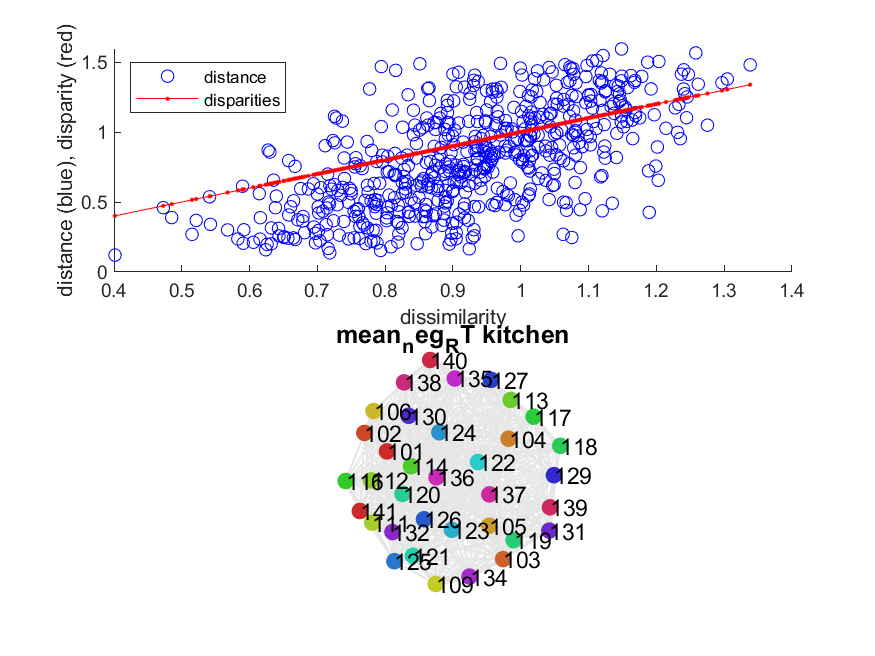 distance (blue), disparity (red)
1.5
1
0.5
0
distance
disparities
0.4 0.5 0.6 0.7 0.8 0.9 1 1.1 1.2 1.3 1.4
dissimilarity
mean_neg_RT kitchen
140
138 135 127
113
106 130 117
102 124 104 118
101
114 122
116 112 136 129
120 137
141 139
111 126 105
132 123 131
119
121 103
125
134
109